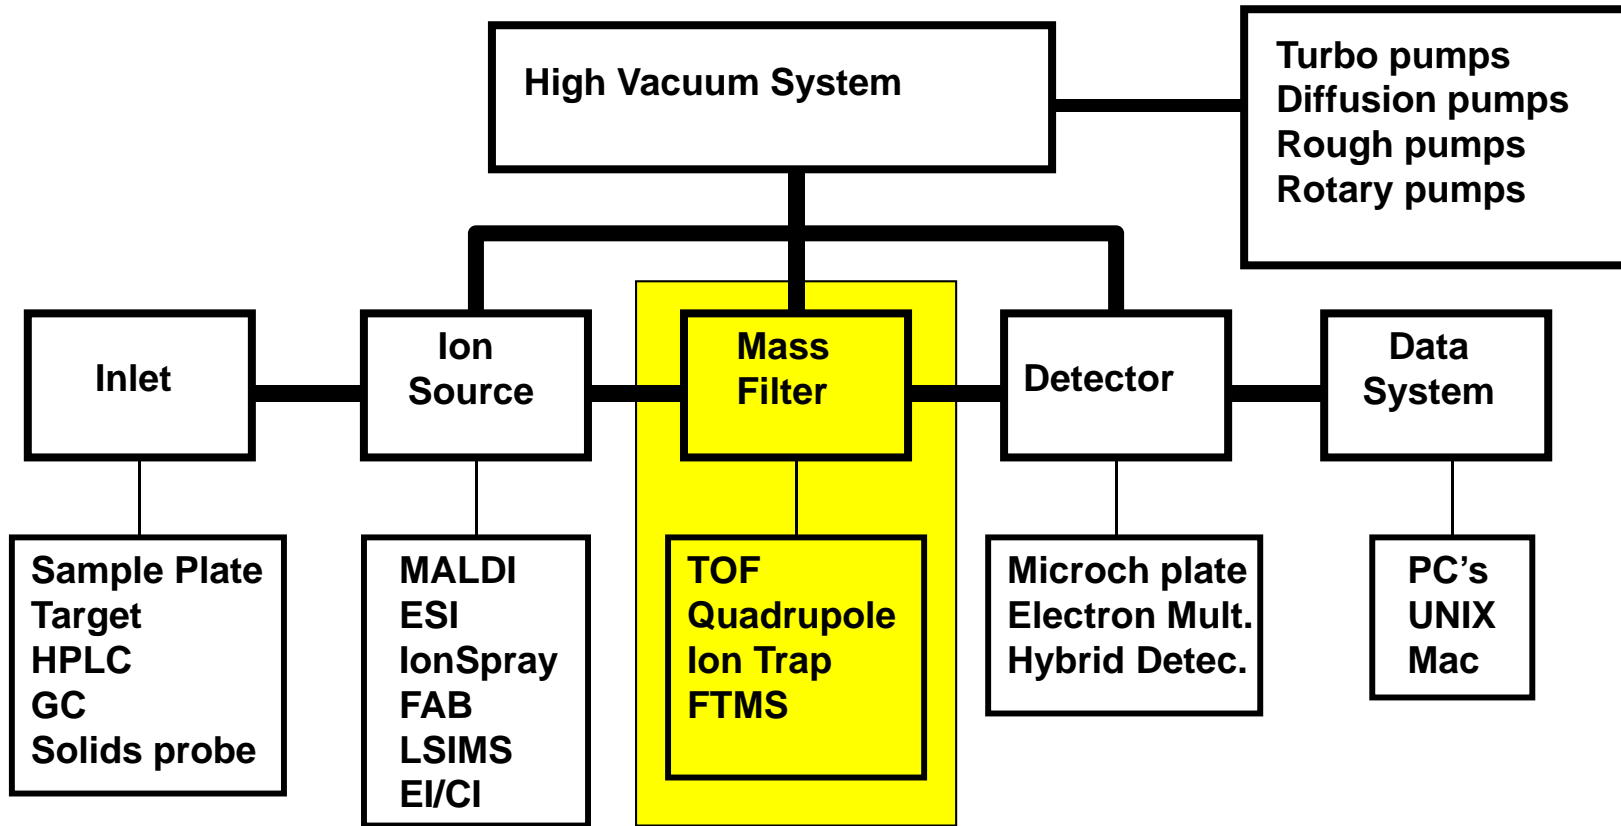 High Vacuum System
Turbo pumps
Diffusion pumps
Rough pumps
Rotary pumps
Inlet
Ion
Source
Mass
Filter
Detector
Data
System
Sample Plate
Target
HPLC
GC
Solids probe
MALDI
ESI
IonSpray
FAB
LSIMS
EI/CI
TOF
Quadrupole
Ion Trap
FTMS
Microch plate
Electron Mult.
Hybrid Detec.
PC’s
UNIX
Mac